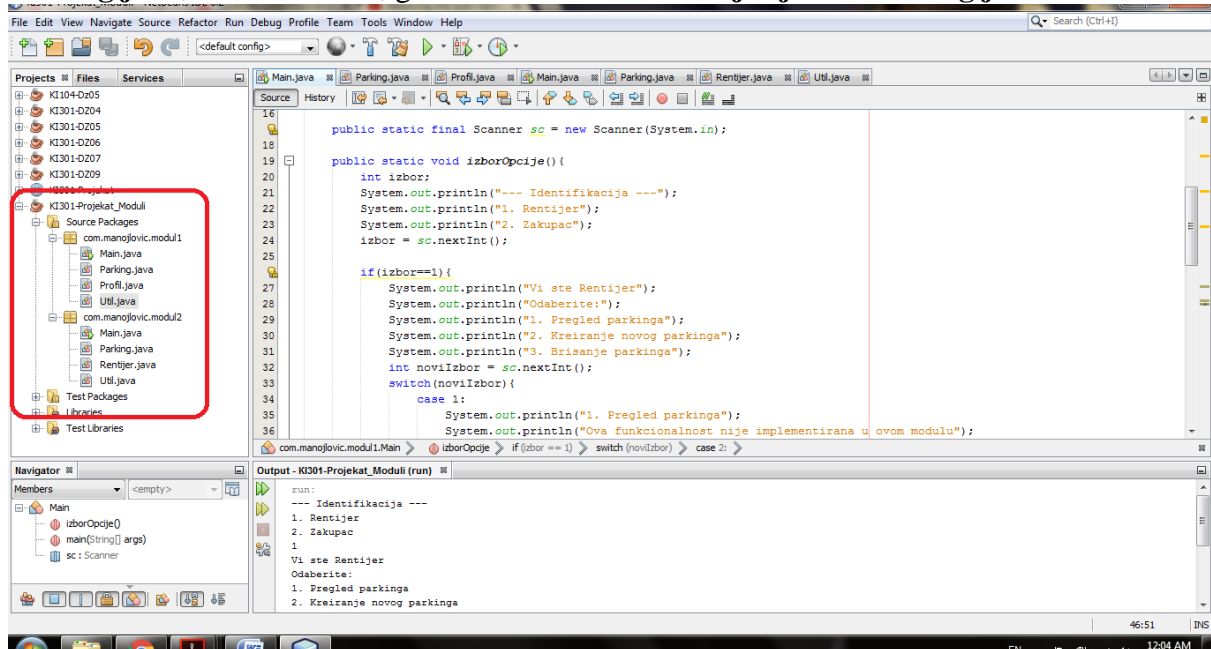 File Edit View Navigate Source Refactor Run Debug Profile Team Tools Window Help
Search (Ctrl+I)
<default config>
Projects Files Services
KI104-Dz05
KI301-DZ04
KI301-DZ05
KI301-DZ06
KI301-DZ07
KI301-DZ09
KI301-Projekat
KI301-Projekat_Moduli
Source Packages
com.manojlovic.modul1
Main.java
Parking.java
Profil.java
Util.java
com.manojlovic.modul2
Main.java
Parking.java
Rentijer.java
Util.java
Test Packages
Libraries
Test Libraries
Main.java Parking.java Profil.java Main.java Parking.java Rentijer.java Util.java
Source History
16
public static final Scanner sc = new Scanner(System.in);
18
19 public static void izborOpcije(){
20 int izbor;
21 System.out.println("--- Identifikacija ---");
22 System.out.println("1. Rentijer");
23 System.out.println("2. Zakupac");
24 izbor = sc.nextInt();
25
if(izbor==1){
27 System.out.println("Vi ste Rentijer");
28 System.out.println("Odaberite:");
29 System.out.println("1. Pregled parkinga");
30 System.out.println("2. Kreiranje novog parkinga");
31 System.out.println("3. Brisanje parkinga");
32 int noviIzbor = sc.nextInt();
33 switch(noviIzbor){
34 case 1:
35 System.out.println("1. Pregled parkinga");
36 System.out.println("Ova funkcionalnost nije implementirana u ovom modulu");
com.manojlovic.modul1.Main izborOpcije if (izbor == 1) switch (noviIzbor) case 2:
Navigator
Members <empty>
Main
izborOpcije()
main(String[] args)
sc : Scanner
Output - KI301-Projekat_Moduli (run)
run:
--- Identifikacija ---
1. Rentijer
2. Zakupac
1
Vi ste Rentijer
Odaberite:
1. Pregled parkinga
2. Kreiranje novog parkinga
46:51 INS
EN 12:04 AM